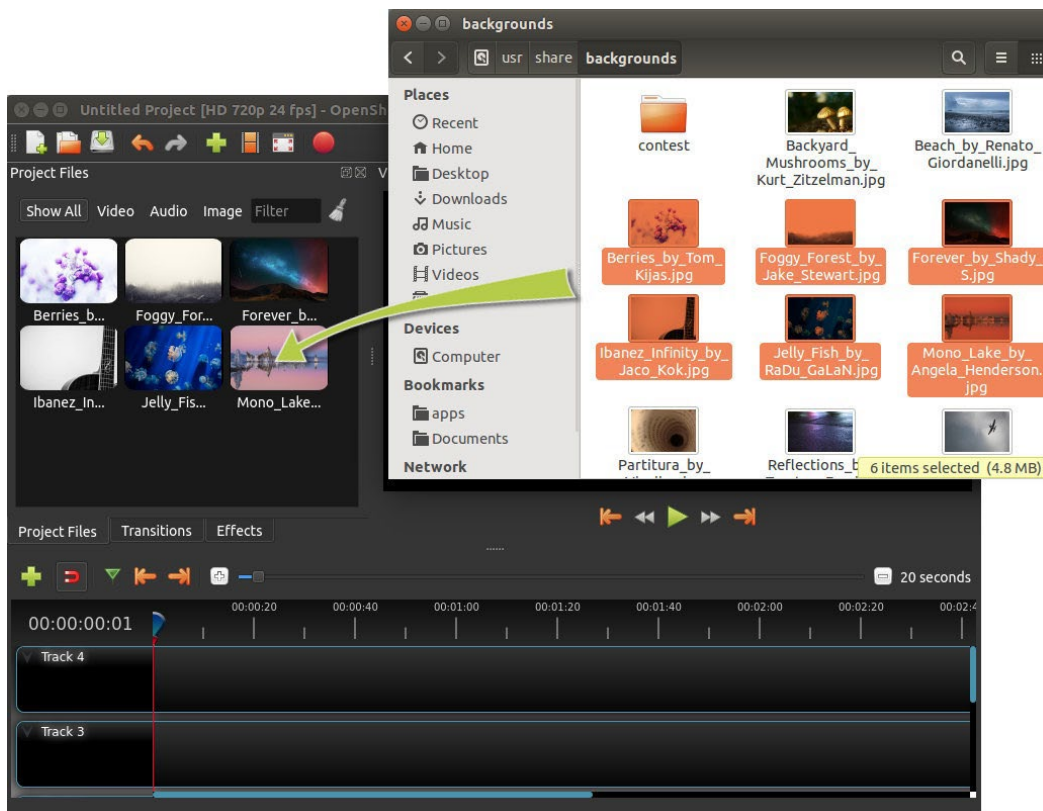 backgrounds
usr share backgrounds
Places
Recent
Home
Desktop
Downloads
Music
Pictures
Videos
Devices
Computer
Bookmarks
apps
Documents
Network
contest
Backyard_
Mushrooms_by_
Kurt_Zitzelman.jpg
Beach_by_Renato_
Giordanelli.jpg
Berries_by_Tom_
Kijas.jpg
Foggy_Forest_by_
Jake_Stewart.jpg
Forever_by_Shady_
S.jpg
Ibanez_Infinity_by_
Jaco_Kok.jpg
Jelly_Fish_by_
RaDu_GaLaN.jpg
Mono_Lake_by_
Angela_Henderson.
jpg
Partitura_by_
Reflections_b
6 items selected (4.8 MB)
Untitled Project [HD 720p 24 fps] - OpenSh
Project Files
V
Show All Video Audio Image Filter
Berries_b...
Foggy_For...
Forever_b...
Ibanez_In...
Jelly_Fis...
Mono_Lake...
Project Files Transitions Effects
20 seconds
00:00:00:01
00:00:20 00:00:40 00:01:00 00:01:20 00:01:40 00:02:00 00:02:20 00:02:4
Track 4
Track 3